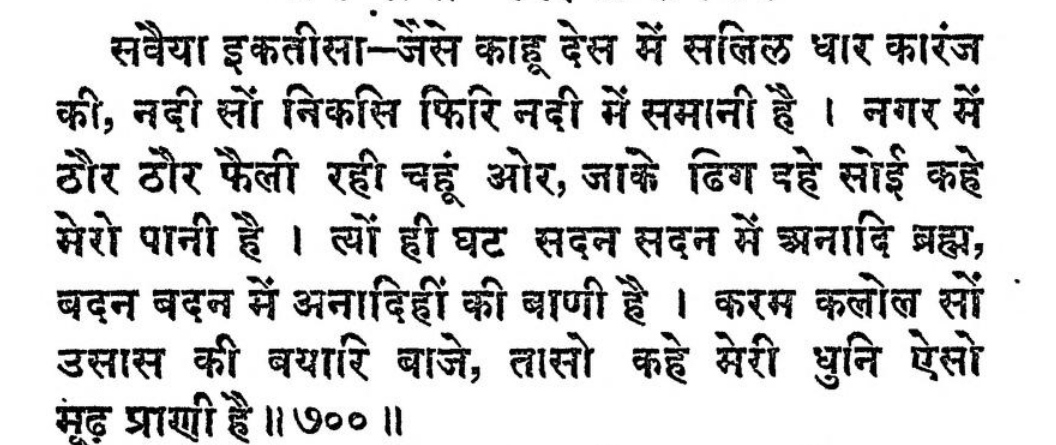 सवैया इकतीसा—जैसे काहू देस में सलिल धार कारंज
की, नदी सों निकसि फिरि नदी में समानी है । नगर में
ठौर ठौर फैली रही चहूं ओर, जाके ढिग दहे सोई कहे
मेरो पानी है । त्यों ही घट सदन सदन में अनादि ब्रह्म,
बदन बदन में अनादिहीं की बाणी है । करम कलोल सों
उसास की बयारि बाजे, तासो कहे मेरी धुनि ऐसो
मूढ़ प्राणी है ॥ ७०० ॥